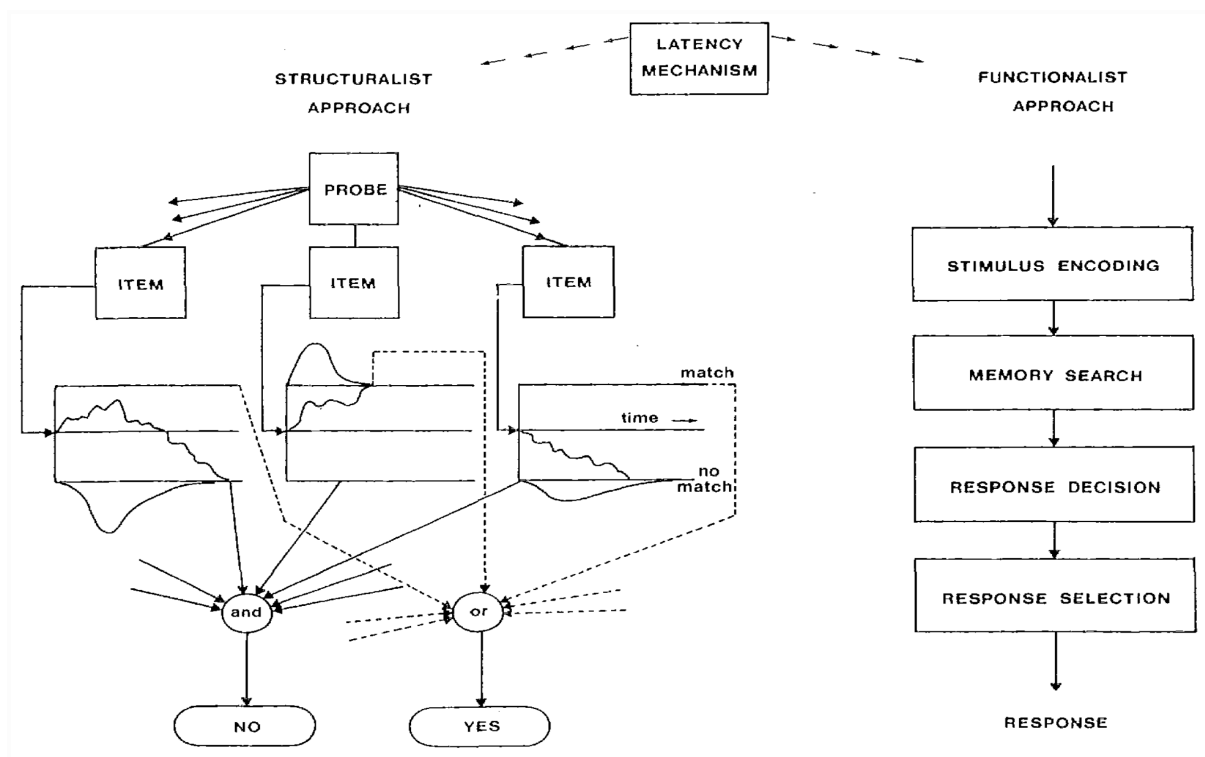 LATENCY
MECHANISM
STRUCTURALIST
APPROACH
FUNCTIONALIST
APPROACH
PROBE
ITEM
ITEM
ITEM
match
time
no
match
and
or
NO
YES
STIMULUS ENCODING
MEMORY SEARCH
RESPONSE DECISION
RESPONSE SELECTION
RESPONSE